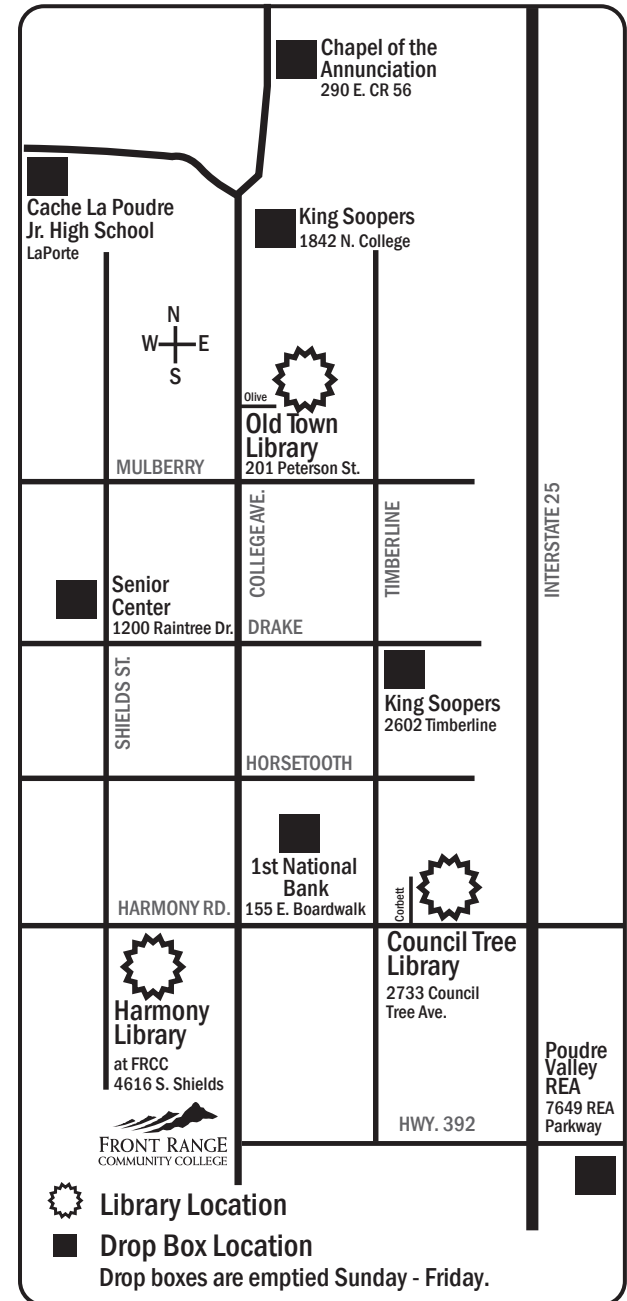 Chapel of the
Annunciation
290 E. CR 56
Cache La Poudre
Jr. High School
LaPorte
King Soopers
1842 N. College
N
W E
S
Olive
Old Town
Library
201 Peterson St.
MULBERRY
COLLEGE AVE.
TIMBERLINE
INTERSTATE 25
Senior
Center
1200 Raintree Dr.
DRAKE
SHIELDS ST.
King Soopers
2602 Timberline
HORSETOOTH
1st National
Bank
155 E. Boardwalk
HARMONY RD.
Corbett
Council Tree
Library
2733 Council
Tree Ave.
Harmony
Library
at FRCC
4616 S. Shields
Poudre
Valley
REA
7649 REA
Parkway
HWY. 392
FRONT RANGE
COMMUNITY COLLEGE
Library Location
Drop Box Location
Drop boxes are emptied Sunday - Friday.